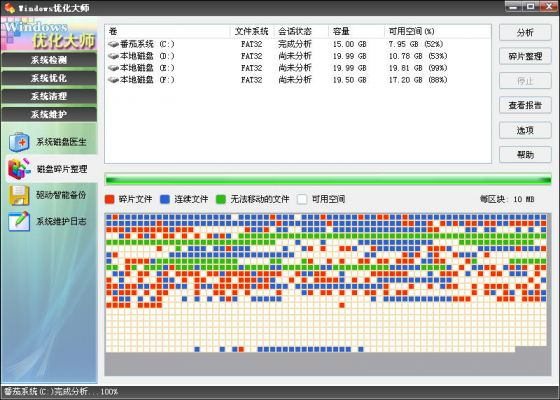 Windows优化大师
Windows
优化大师
系统检测
系统优化
系统清理
系统维护
系统磁盘医生
磁盘碎片整理
驱动智能备份
系统维护日志
卷 文件系统 会话状态 容量 可用空间(%)
番茄系统 (C:) FAT32 完成分析 15.00 GB 7.95 GB (52%)
本地磁盘 (D:) FAT32 尚未分析 19.99 GB 10.78 GB (53%)
本地磁盘 (E:) FAT32 尚未分析 19.99 GB 19.81 GB (99%)
本地磁盘 (F:) FAT32 尚未分析 19.50 GB 17.20 GB (88%)
分析
碎片整理
停止
查看报告
选项
帮助
碎片文件 连续文件 无法移动的文件 可用空间 每区块: 10 MB
番茄系统(C:)完成分析...100%